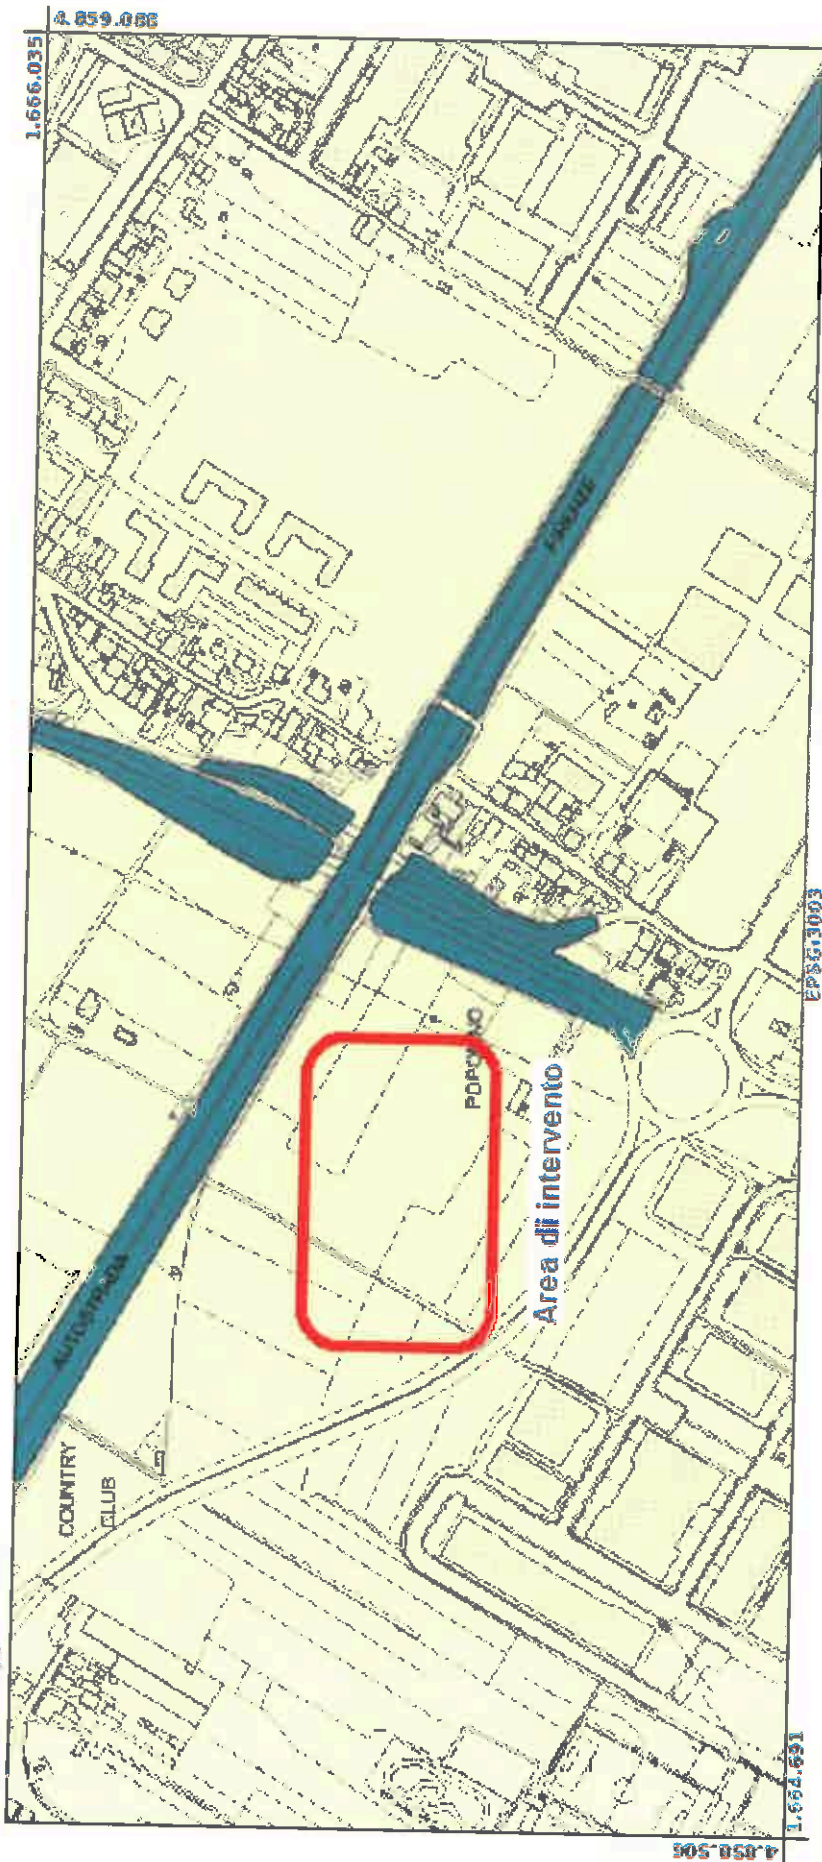 4.859.088
1.666.035
AUTOSTRADA
FIRENZE
COUNTRY
CLUB
POPOLANO
Area di intervento
EPSG:3003
1.664.691
4.858.506